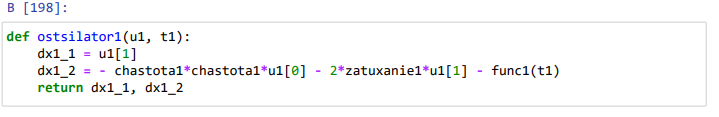 В [198]:
def ostsilator1(u1, t1):
    dx1_1 = u1[1]
    dx1_2 = - chastota1*chastota1*u1[0] - 2*zatuxanie1*u1[1] - func1(t1)
    return dx1_1, dx1_2